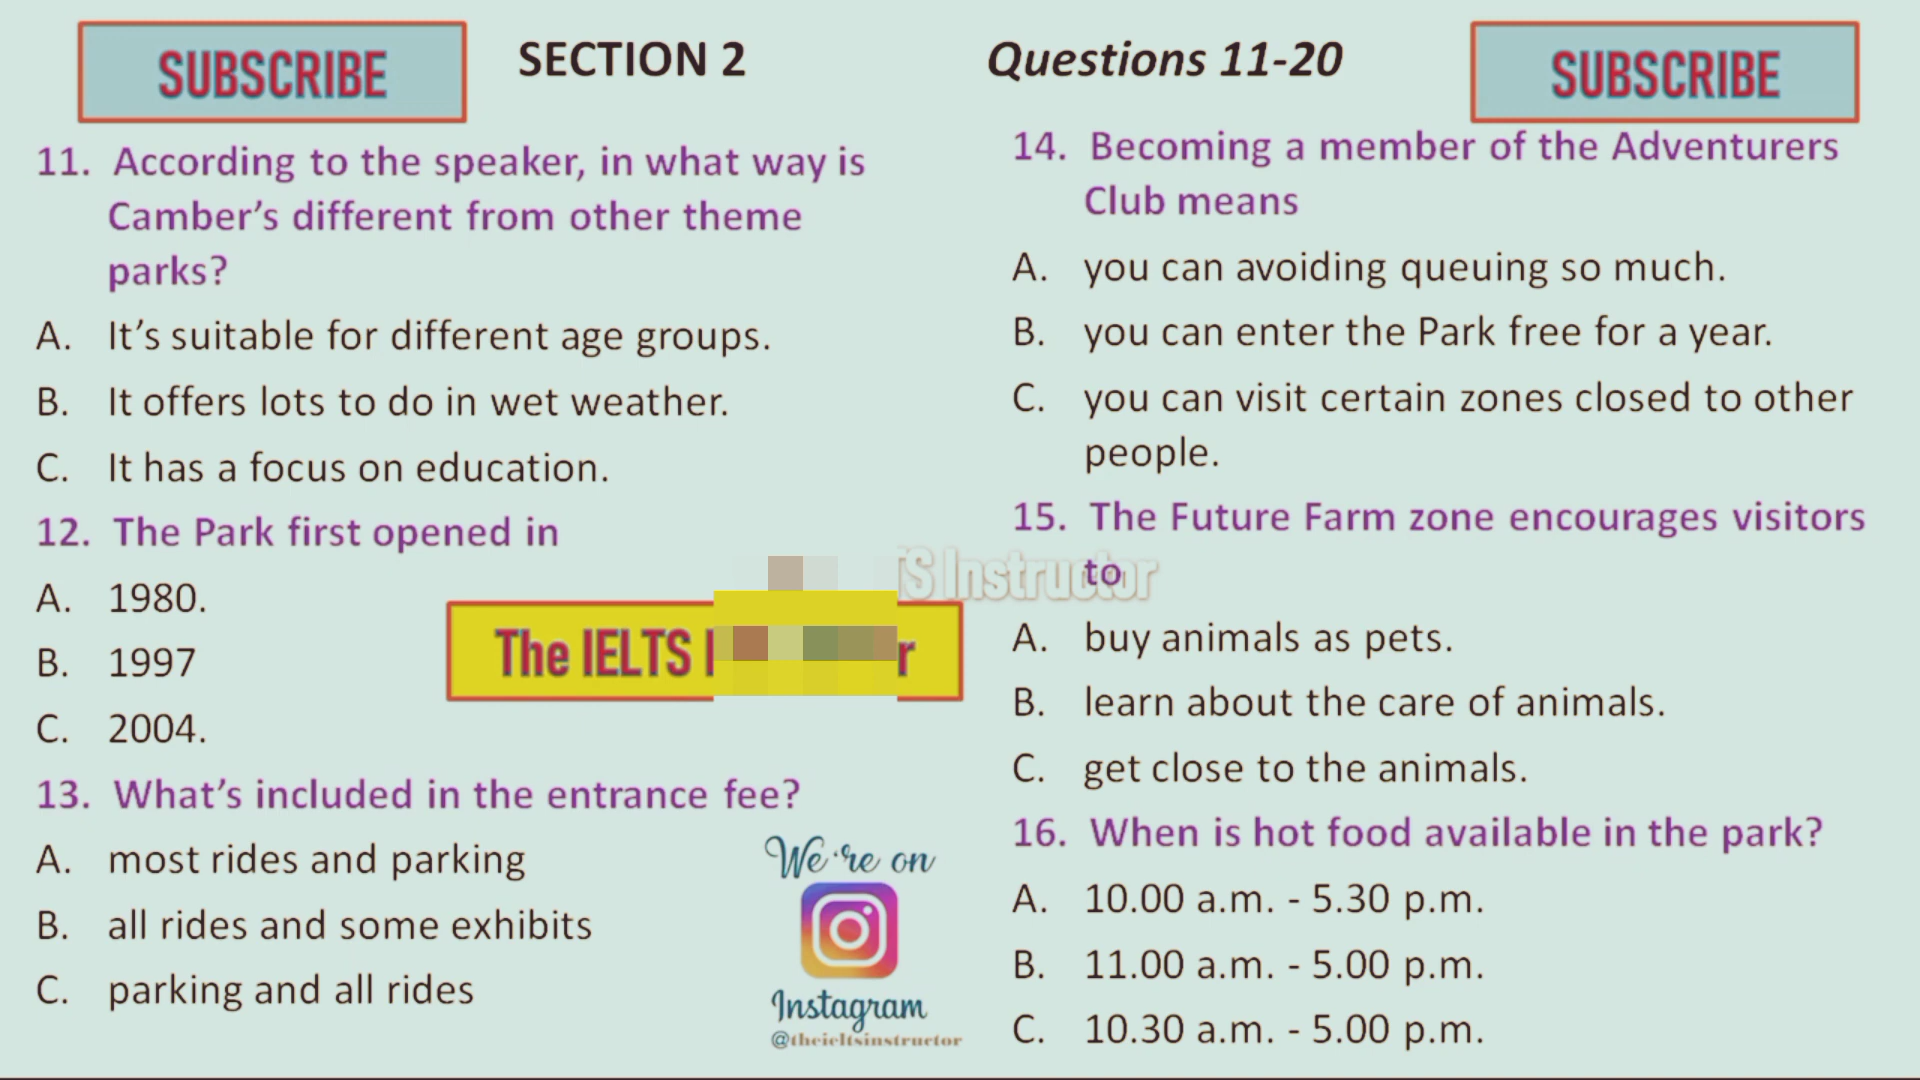 SUBSCRIBE
SECTION 2
Questions 11-20
SUBSCRIBE
11. According to the speaker, in what way is
Camber’s different from other theme
parks?
A. It’s suitable for different age groups.
B. It offers lots to do in wet weather.
C. It has a focus on education.
12. The Park first opened in
A. 1980.
B. 1997
C. 2004.
The IELTS
13. What’s included in the entrance fee?
A. most rides and parking
B. all rides and some exhibits
C. parking and all rides
We're on
Instagram
@theieltsinstructor
14. Becoming a member of the Adventurers
Club means
A. you can avoiding queuing so much.
B. you can enter the Park free for a year.
C. you can visit certain zones closed to other
people.
15. The Future Farm zone encourages visitors
to
Instructor
A. buy animals as pets.
B. learn about the care of animals.
C. get close to the animals.
16. When is hot food available in the park?
A. 10.00 a.m. - 5.30 p.m.
B. 11.00 a.m. - 5.00 p.m.
C. 10.30 a.m. - 5.00 p.m.